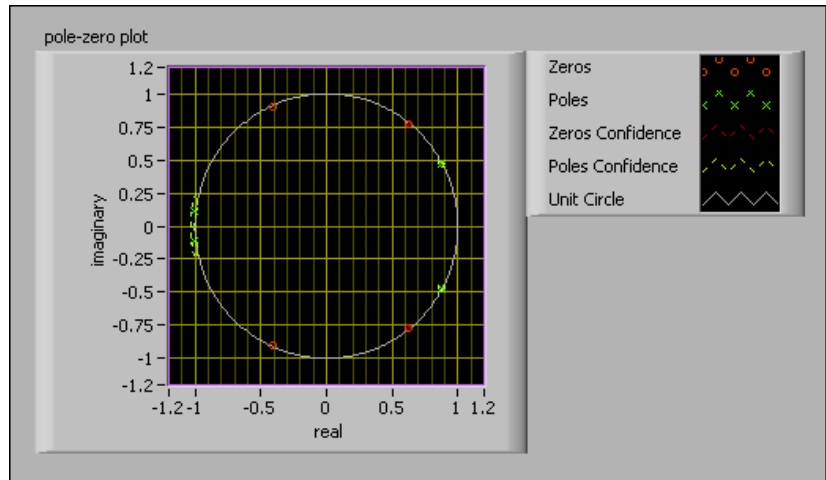 pole-zero plot
1.2
1
0.75
0.5
0.25
0
-0.25
-0.5
-0.75
-1
-1.2
imaginary
-1.2 -1 -0.5 0 0.5 1 1.2
real
Zeros
Poles
Zeros Confidence
Poles Confidence
Unit Circle